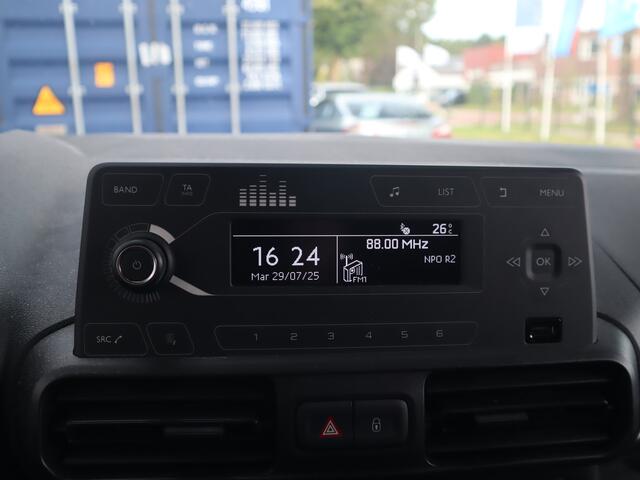 BAND
TA
LIST
MENU
26°C
16 24
88.00 MHz
NPO R2
Mar 29/07/25
FM1
OK
SRC
1 2 3 4 5 6